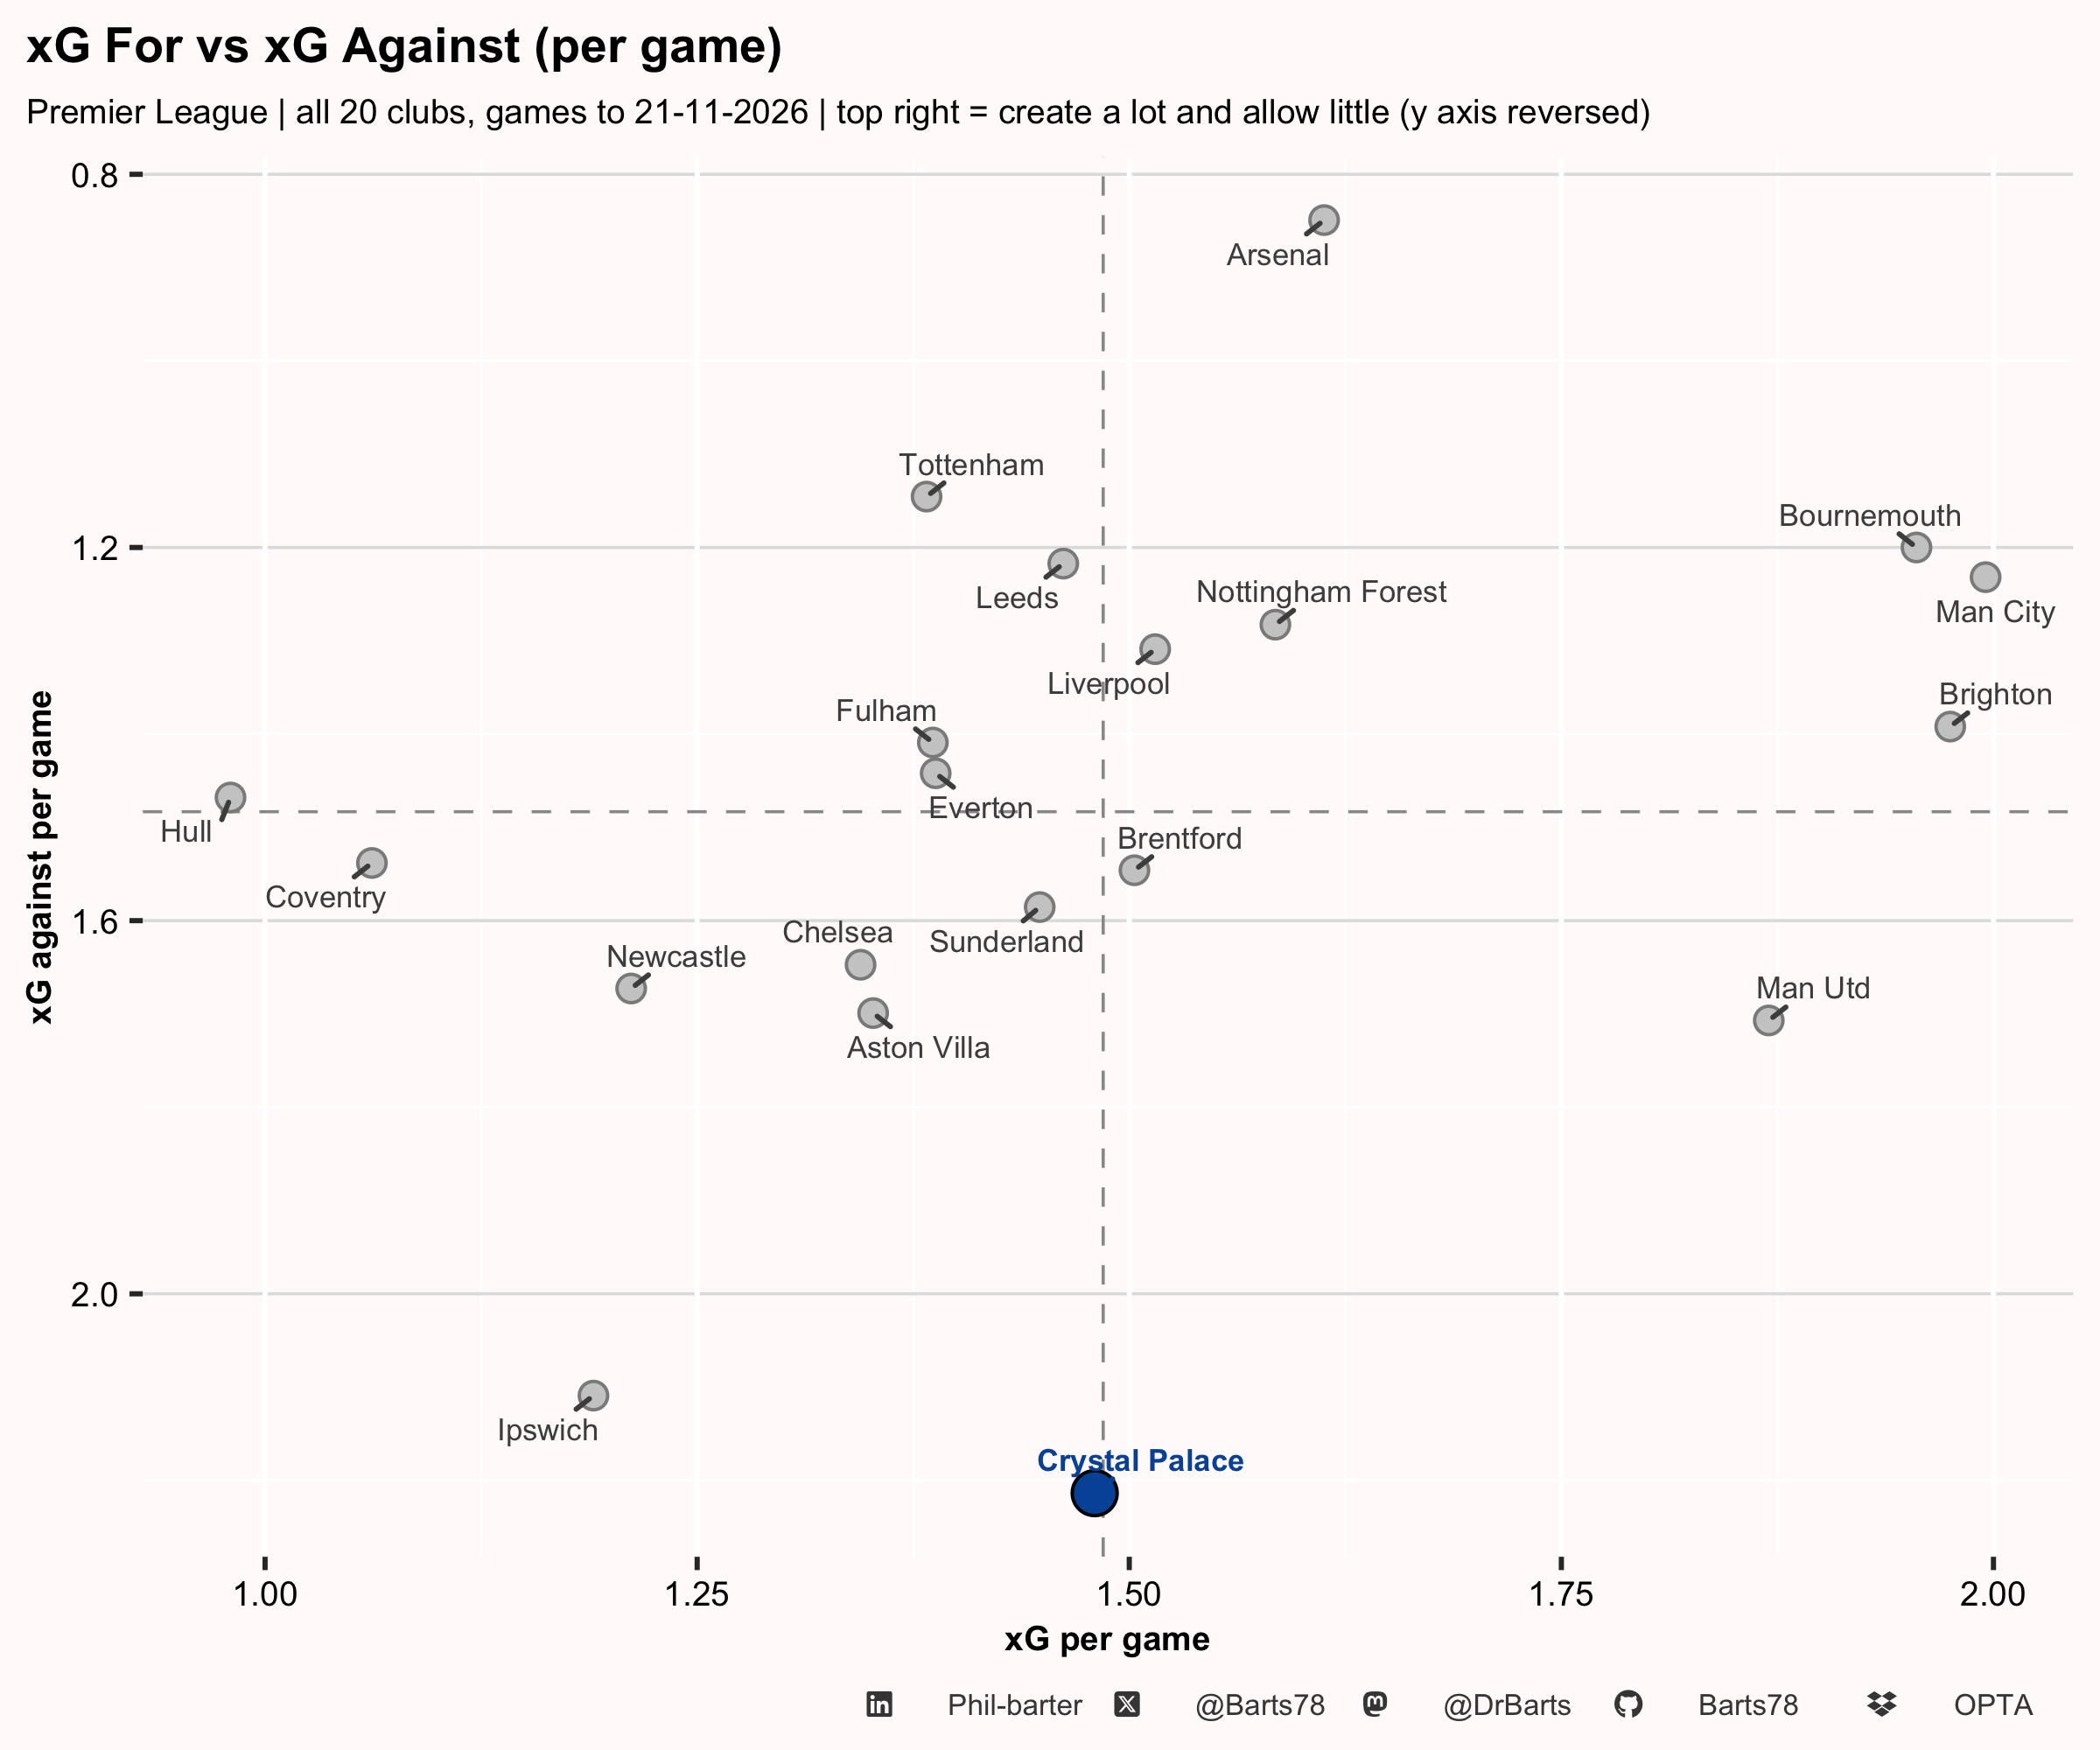 xG For vs xG Against (per game)
Premier League | all 20 clubs, games to 21-11-2026 | top right = create a lot and allow little (y axis reversed)
0.8
Arsenal
Tottenham
Bournemouth
1.2
Leeds
Nottingham Forest
Man City
Liverpool
Brighton
Fulham
Everton
Hull
Brentford
Coventry
1.6
Chelsea
Sunderland
Newcastle
Man Utd
Aston Villa
xG against per game
2.0
Ipswich
Crystal Palace
1.00 1.25 1.50 1.75 2.00
xG per game
Phil-barter @Barts78 @DrBarts Barts78 OPTA